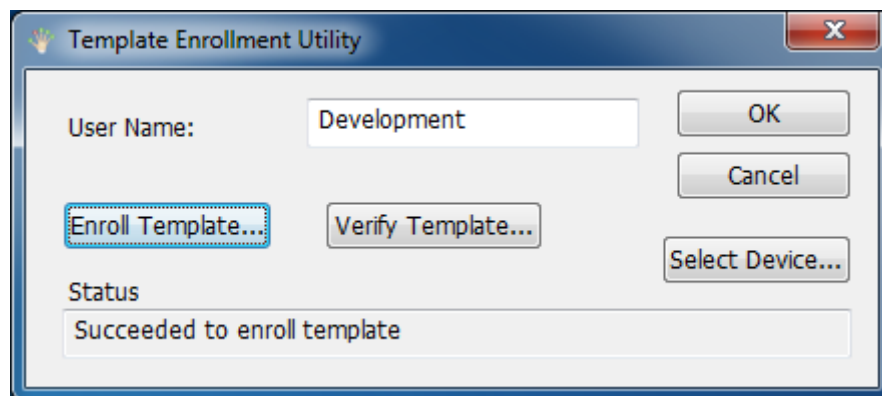 Template Enrollment Utility
User Name:
Development
OK
Cancel
Enroll Template...
Verify Template...
Select Device...
Status
Succeeded to enroll template